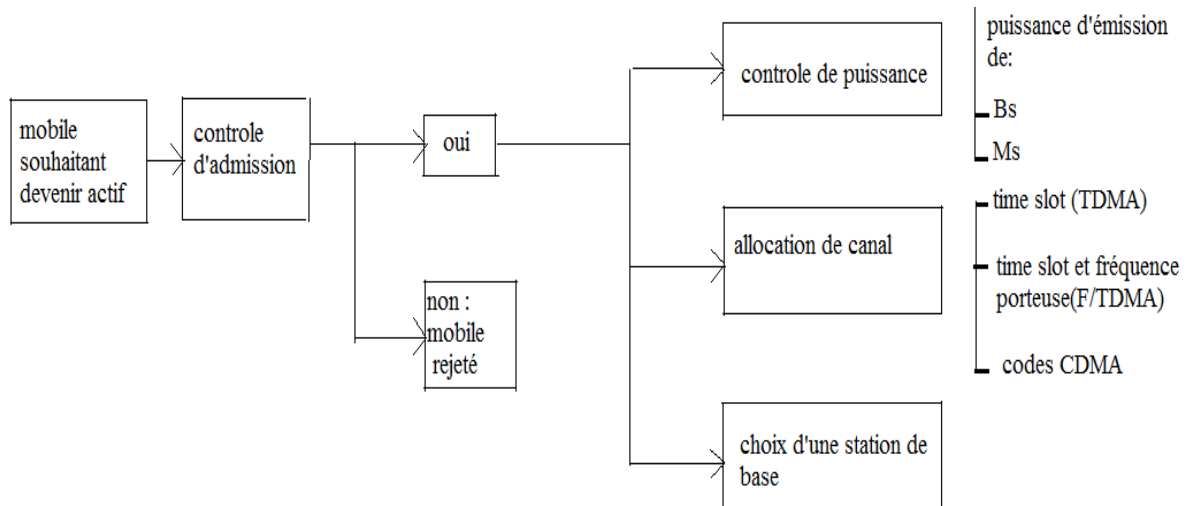 mobile
souhaitant
devenir actif
controle
d'admission
oui
non :
mobile
rejeté
controle de puissance
puissance d'émission
de:
Bs
Ms
allocation de canal
time slot (TDMA)
time slot et fréquence
porteuse(F/TDMA)
codes CDMA
choix d'une station de
base